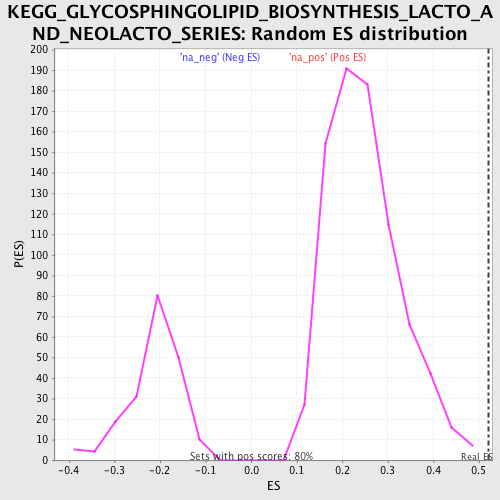 KEGG_GLYCOSPHINGOLIPID_BIOSYNTHESIS_LACTO_A
ND_NEOLACTO_SERIES: Random ES distribution
'na_neg' (Neg ES) 'na_pos' (Pos ES)
200
190
180
170
160
150
140
130
120
110
100
90
80
70
60
50
40
30
20
10
0
P(ES)
Sets with pos scores: 80%
Real ES
-0.4 -0.3 -0.2 -0.1 0.0 0.1 0.2 0.3 0.4 0.5
ES